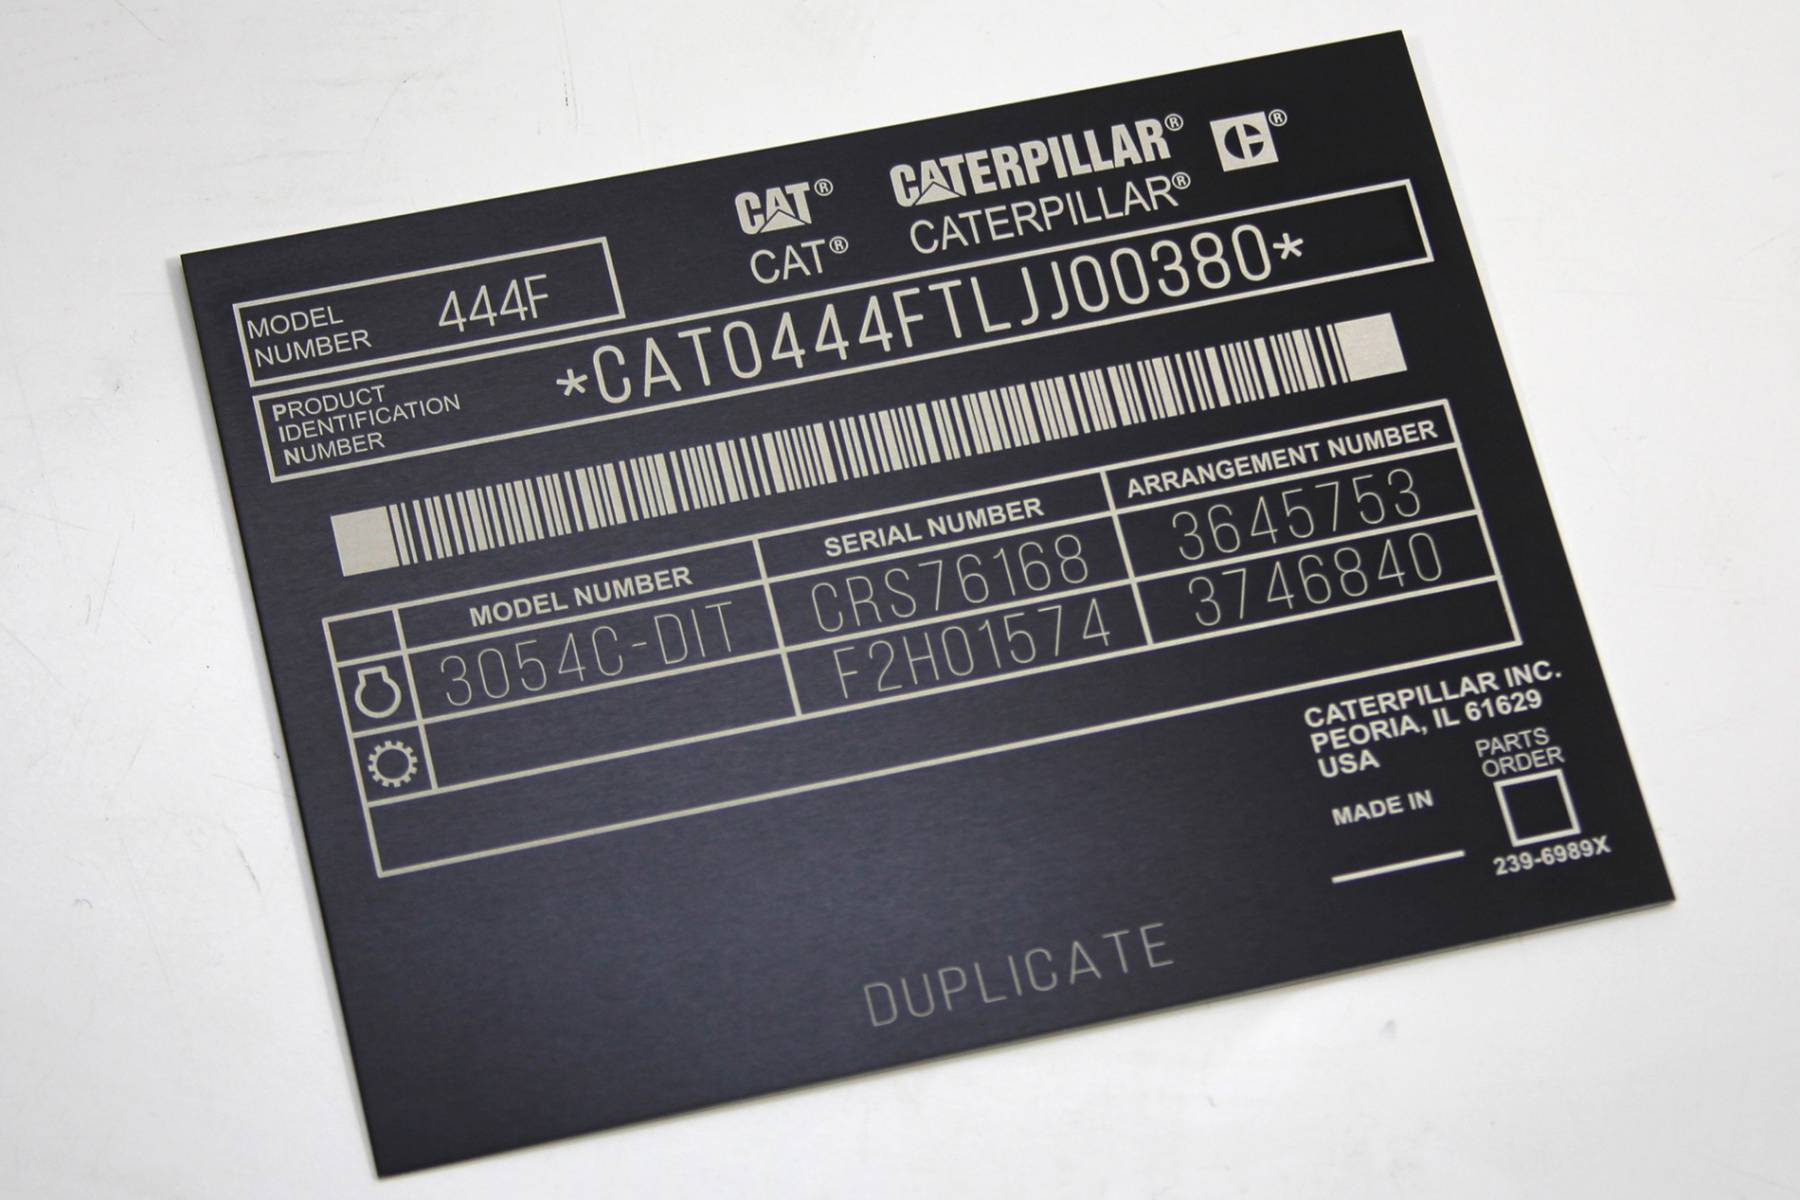 CAT® CATERPILLAR®
CAT® CATERPILLAR®
MODEL NUMBER 444F
PRODUCT IDENTIFICATION NUMBER *CAT0444FTLJJ00380*
MODEL NUMBER SERIAL NUMBER ARRANGEMENT NUMBER
3054C-DIT CRS76168 3645753
F2H01574 3746840
CATERPILLAR INC.
PEORIA, IL 61629
USA
PARTS
ORDER
MADE IN
239-6989X
DUPLICATE